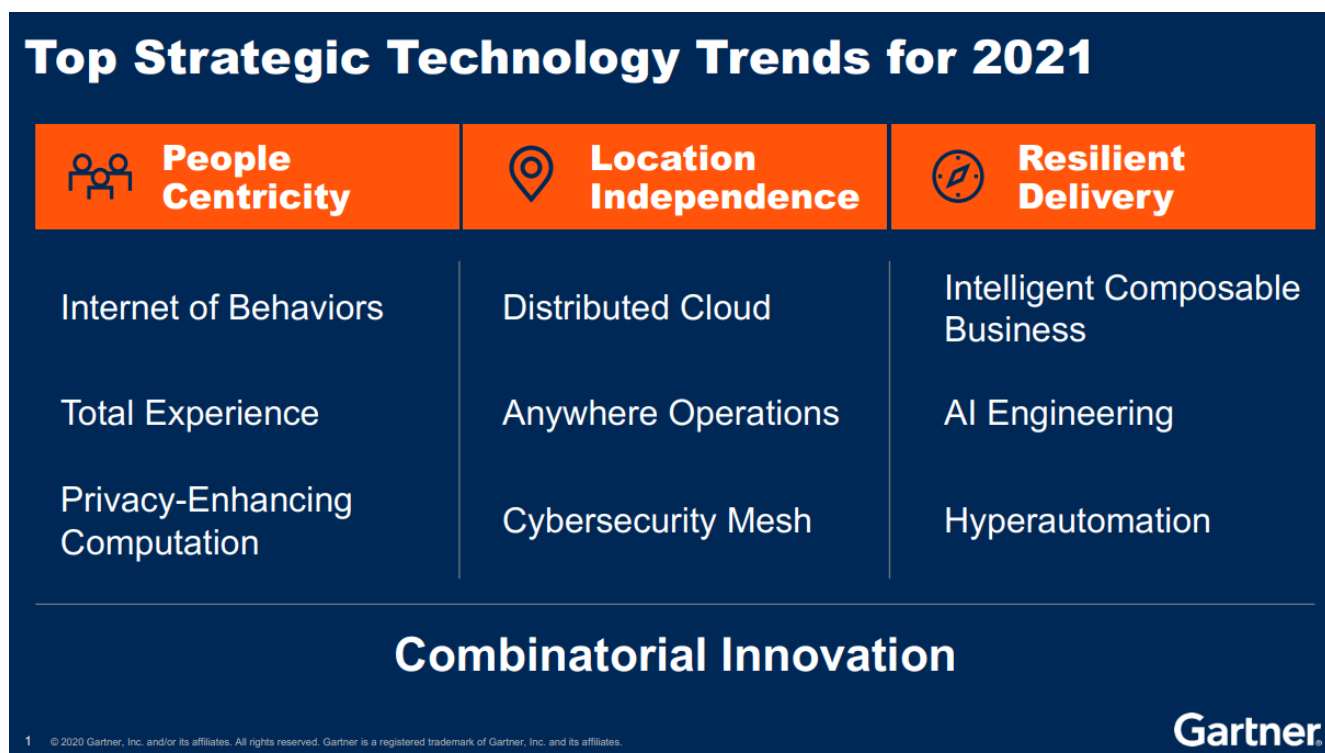 Top Strategic Technology Trends for 2021
People
Centricity
Location
Independence
Resilient
Delivery
Internet of Behaviors
Distributed Cloud
Intelligent Composable
Business
Total Experience
Anywhere Operations
AI Engineering
Privacy-Enhancing
Computation
Cybersecurity Mesh
Hyperautomation
Combinatorial Innovation
1 © 2020 Gartner, Inc. and/or its affiliates. All rights reserved. Gartner is a registered trademark of Gartner, Inc. and its affiliates.
Gartner®